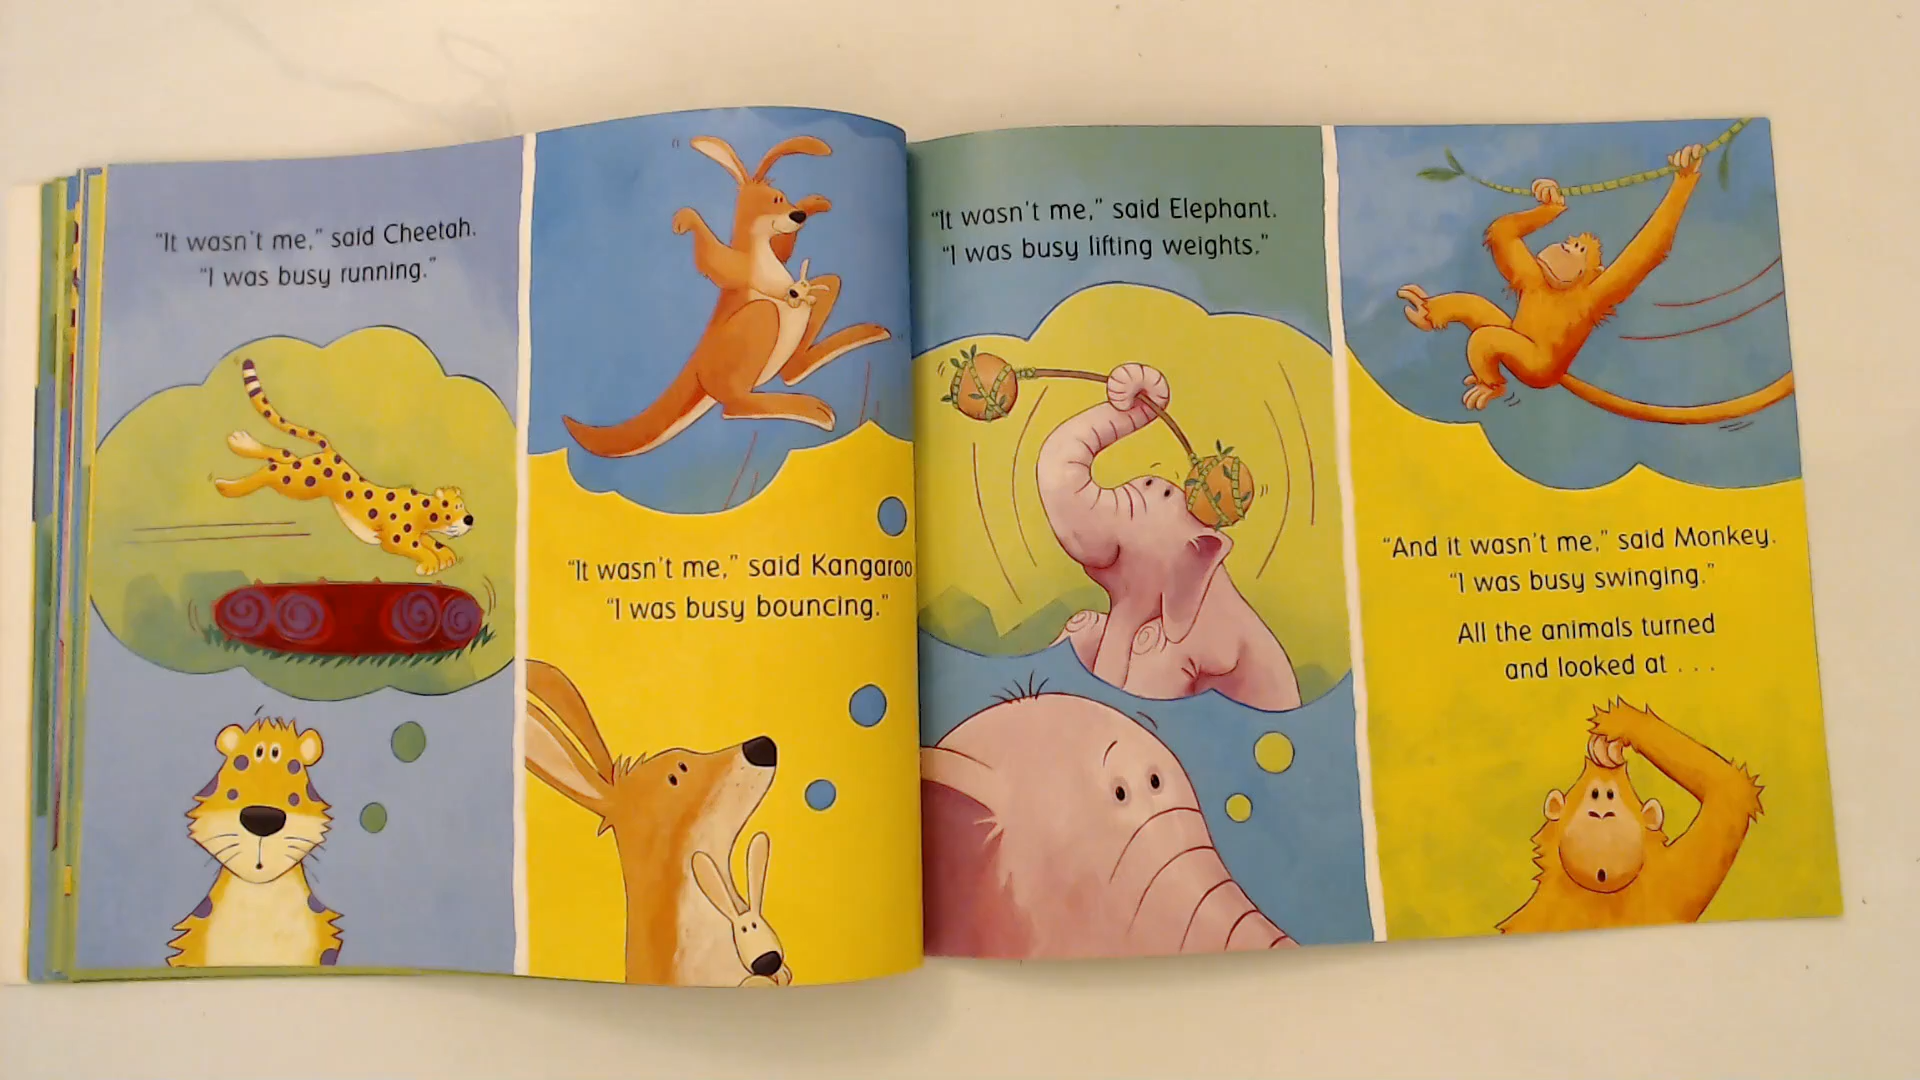 "It wasn't me," said Cheetah.
"I was busy running."
"It wasn't me," said Kangaroo
"I was busy bouncing."
"It wasn't me," said Elephant.
"I was busy lifting weights."
"And it wasn't me," said Monkey.
"I was busy swinging."
All the animals turned
and looked at . . .